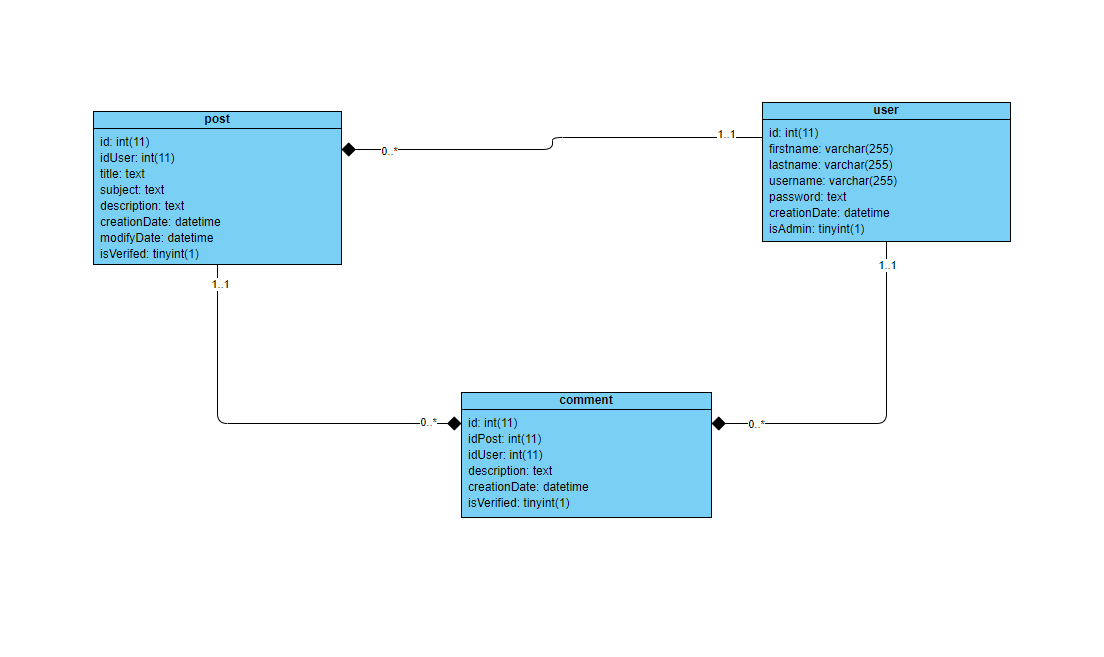 post
id: int(11)
idUser: int(11)
title: text
subject: text
description: text
creationDate: datetime
modifyDate: datetime
isVerifed: tinyint(1)
0..*
1..1
user
id: int(11)
firstname: varchar(255)
lastname: varchar(255)
username: varchar(255)
password: text
creationDate: datetime
isAdmin: tinyint(1)
1..1
1..1
0..*
comment
id: int(11)
idPost: int(11)
idUser: int(11)
description: text
creationDate: datetime
isVerified: tinyint(1)
0..*